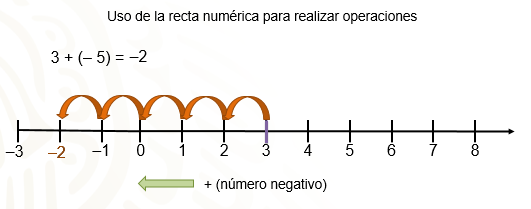 Uso de la recta numérica para realizar operaciones
3 + (– 5) = –2
–3 –2 –1 0 1 2 3 4 5 6 7 8
+ (número negativo)